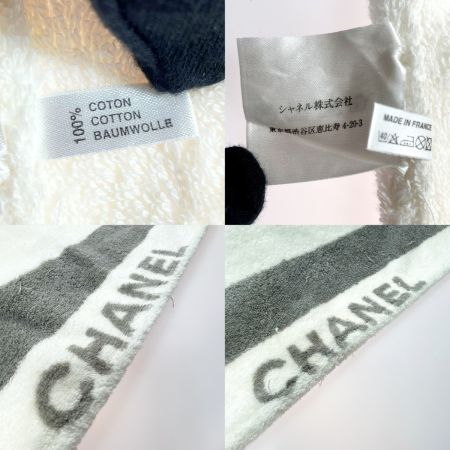 100%
COTON
COTTON
BAUMWOLLE
シャネル株式会社
東京都渋谷区恵比寿 4-20-3
MADE IN FRANCE
40
CHANEL
CHANEL